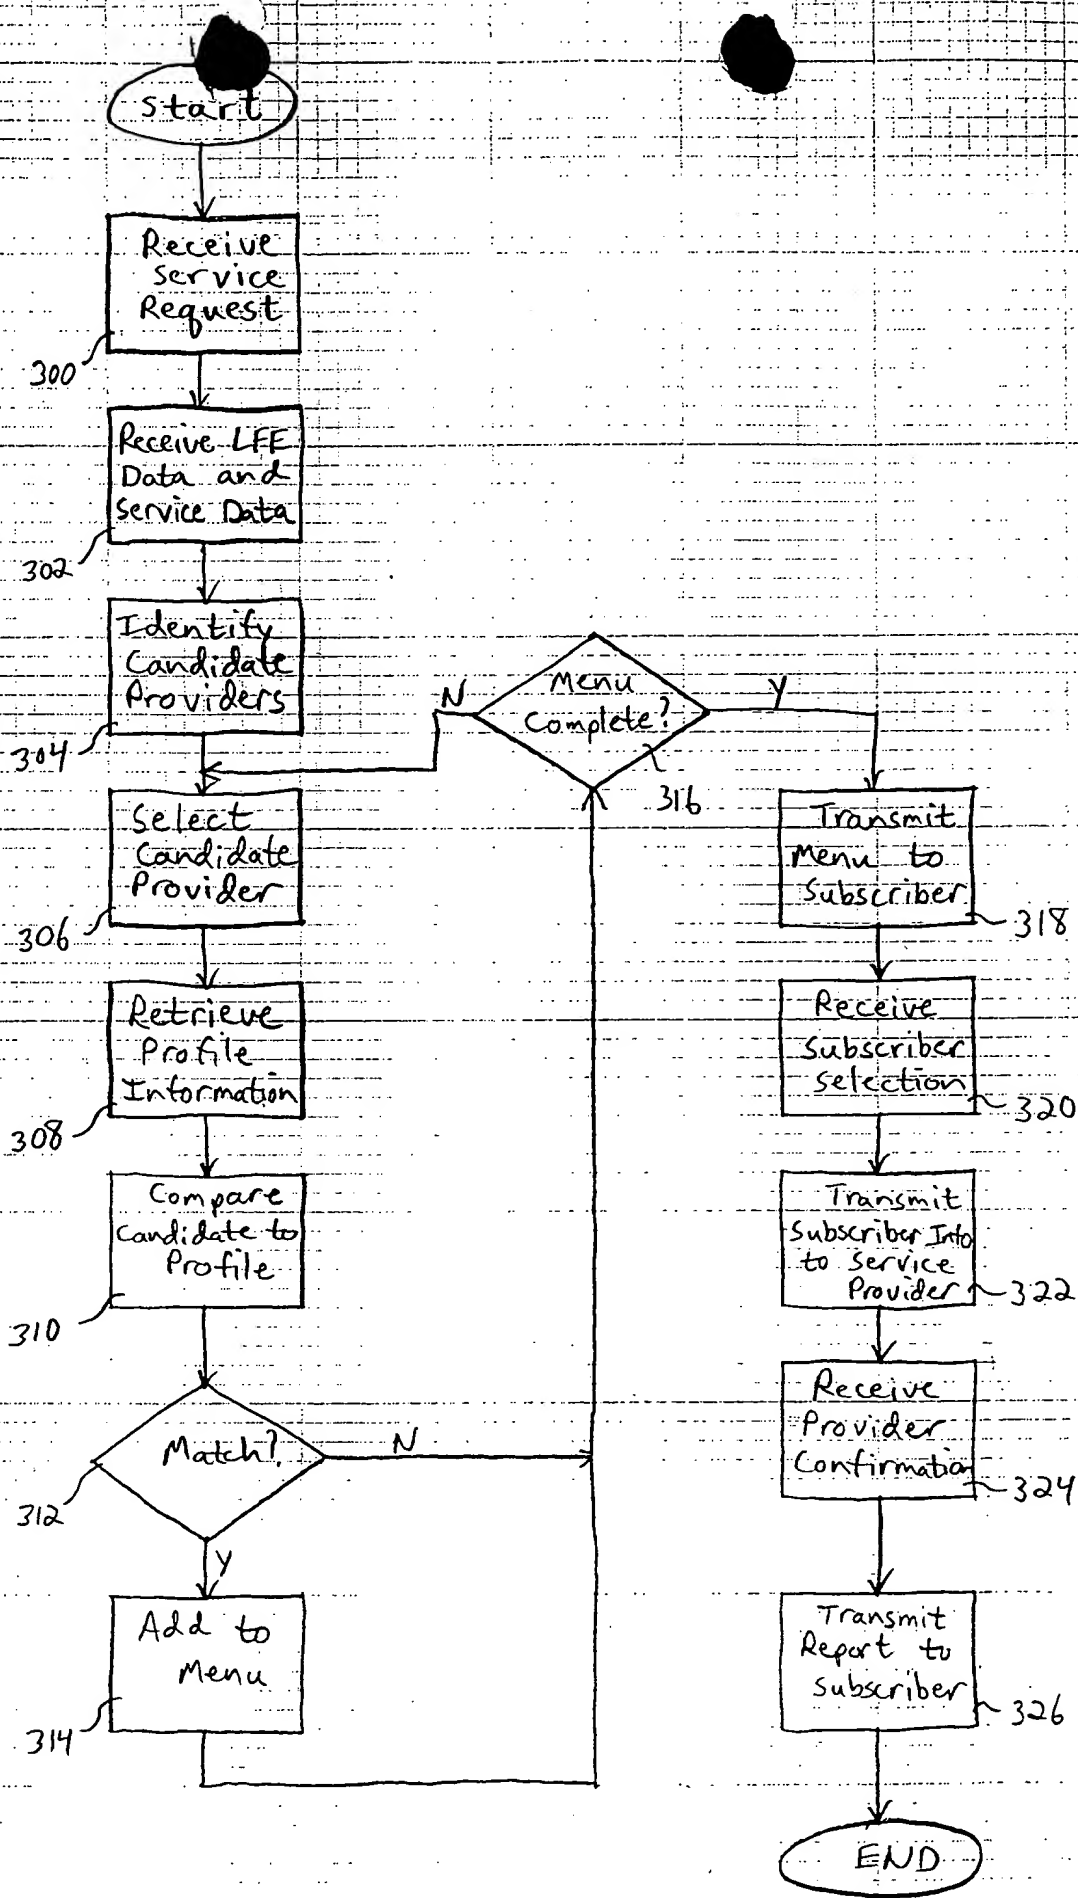 Start
Receive
Service
Request
300
Receive LFE
Data and
Service Data
302
Identify
Candidate
Providers
304
Select
Candidate
Provider
306
Retrieve
Profile
Information
308
Compare
Candidate to
Profile
310
Match?
N
312
Y
Add to
Menu
314
Menu
Complete?
N
Y
316
Transmit
Menu to
Subscriber
318
Receive
Subscriber
Selection
320
Transmit
Subscriber Info
to Service
Provider
322
Receive
Provider
Confirmation
324
Transmit
Report to
Subscriber
326
END